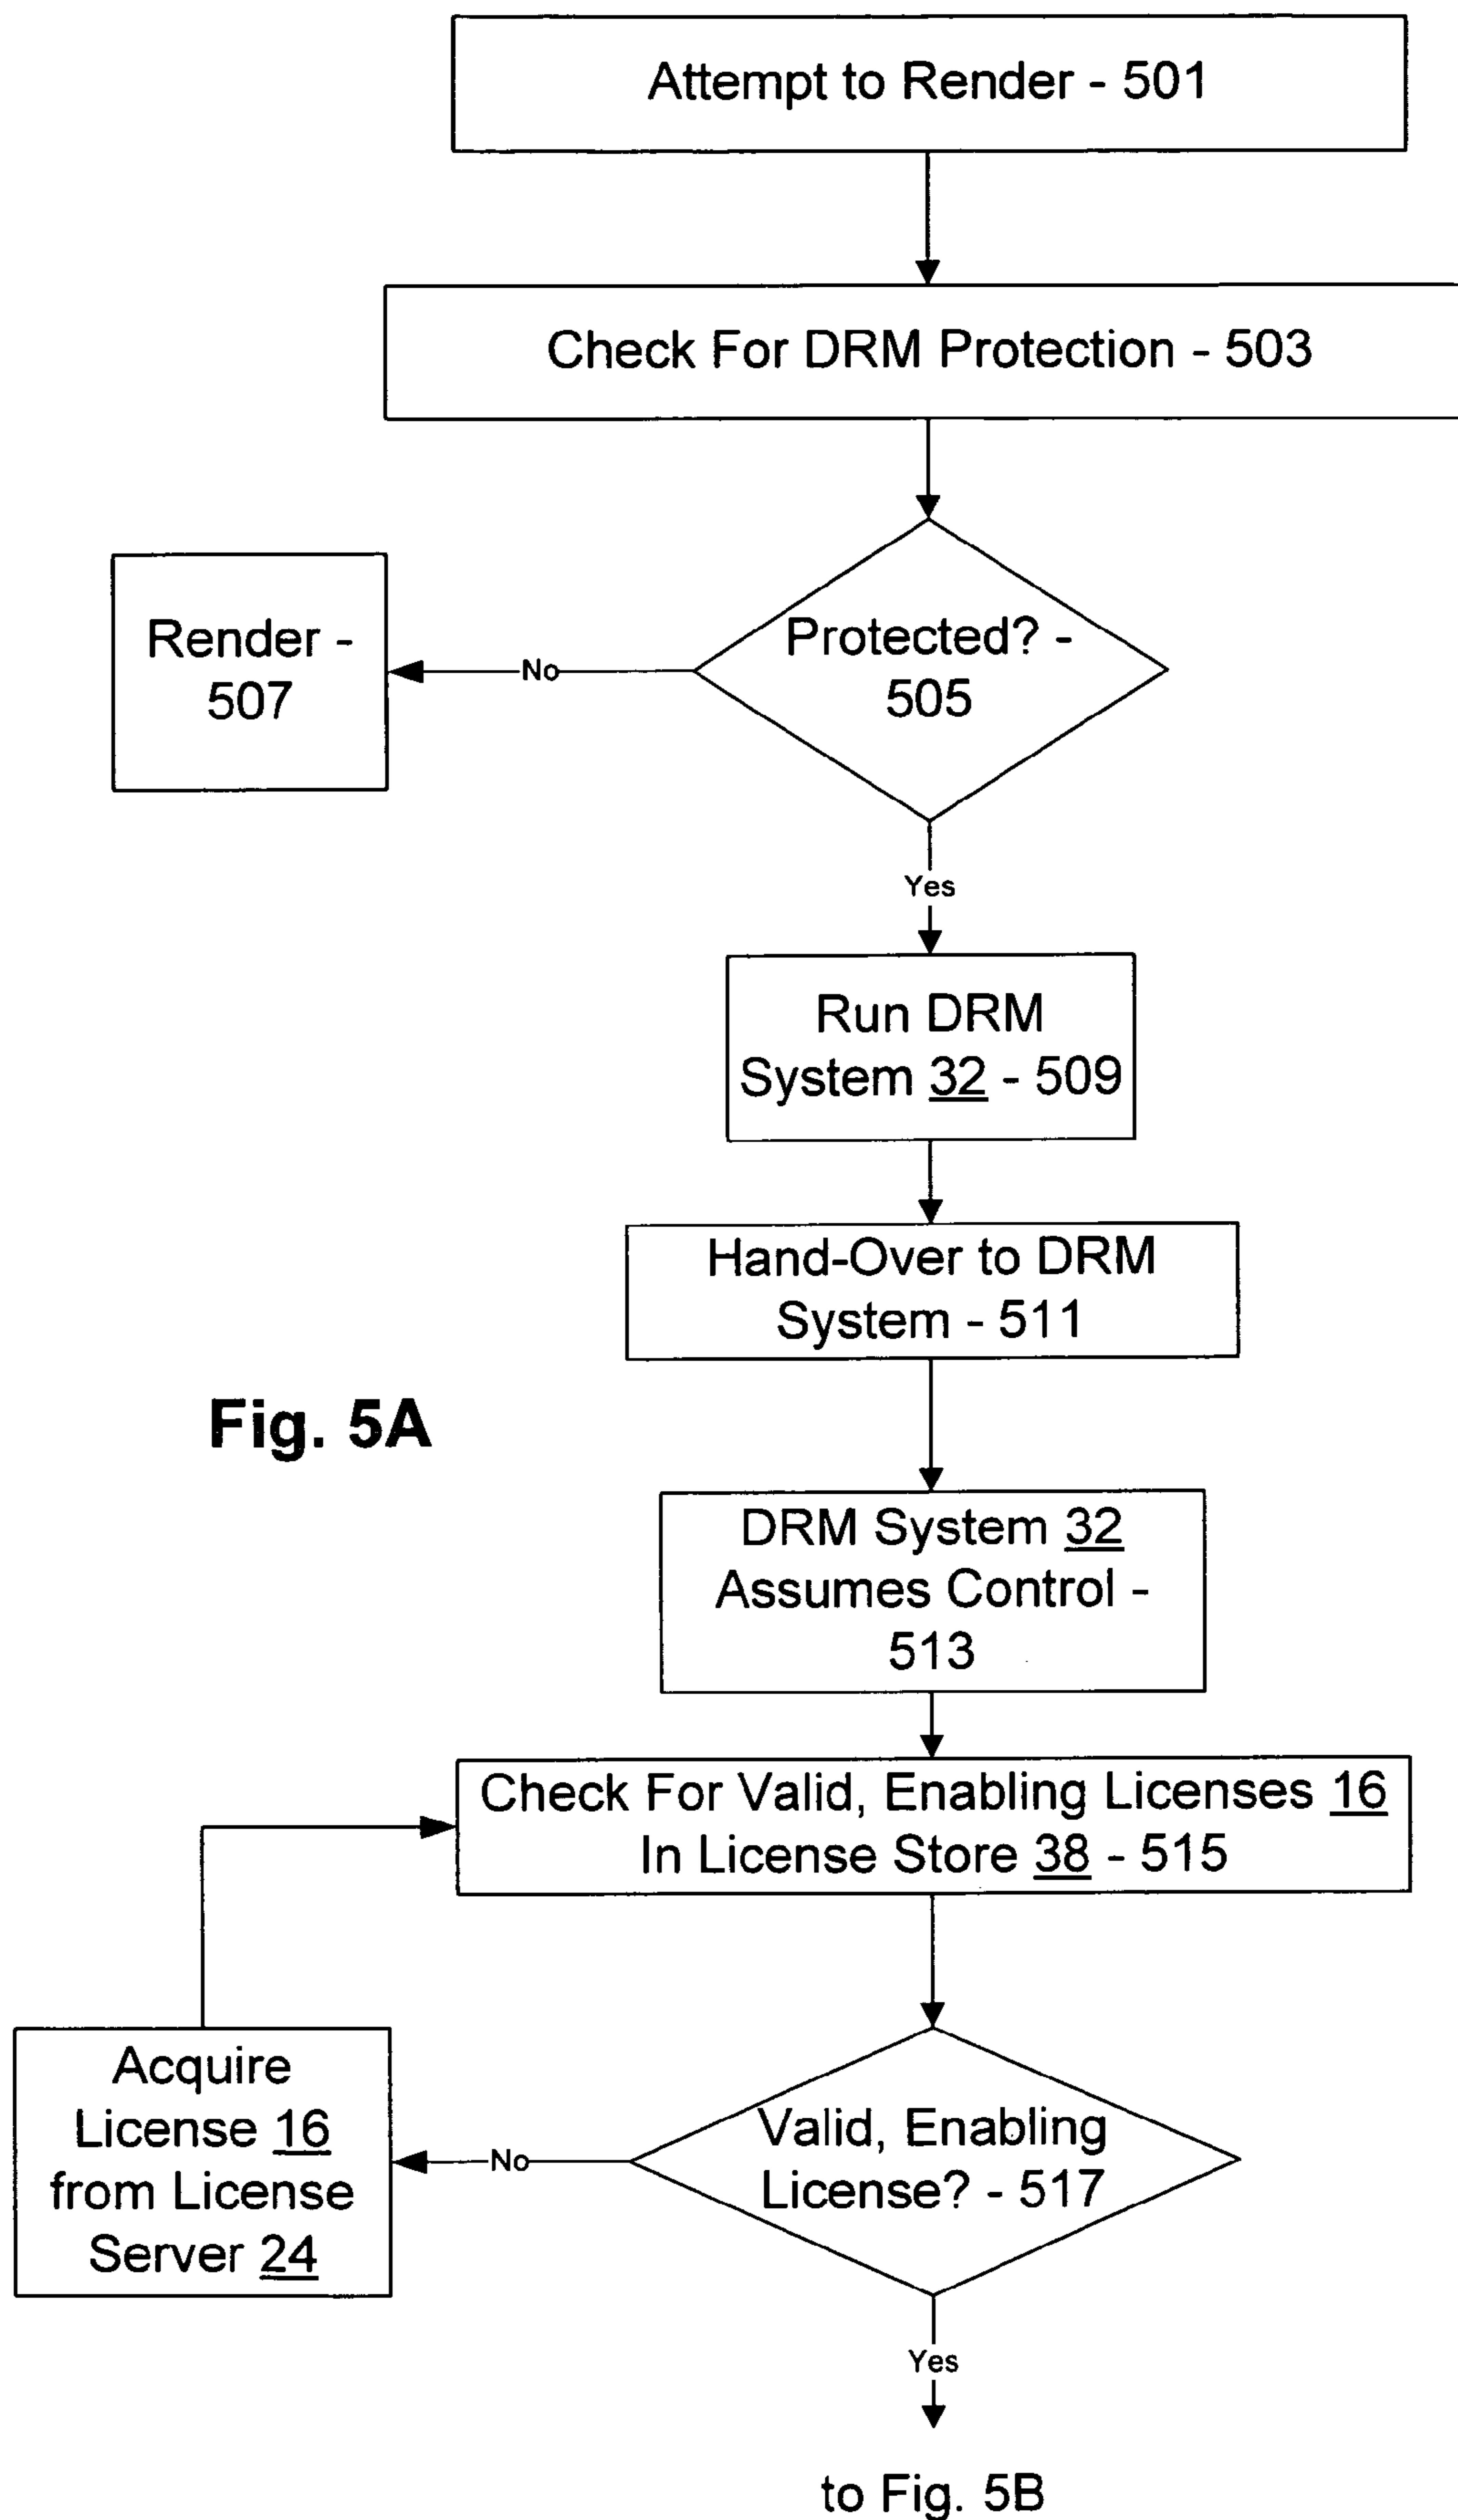 Attempt to Render - 501
Check For DRM Protection - 503
Protected? -
505
No
Render -
507
Yes
Run DRM
System 32 - 509
Hand-Over to DRM
System - 511
Fig. 5A
DRM System 32
Assumes Control -
513
Check For Valid, Enabling Licenses 16
In License Store 38 - 515
Valid, Enabling
License? - 517
No
Acquire
License 16
from License
Server 24
Yes
to Fig. 5B